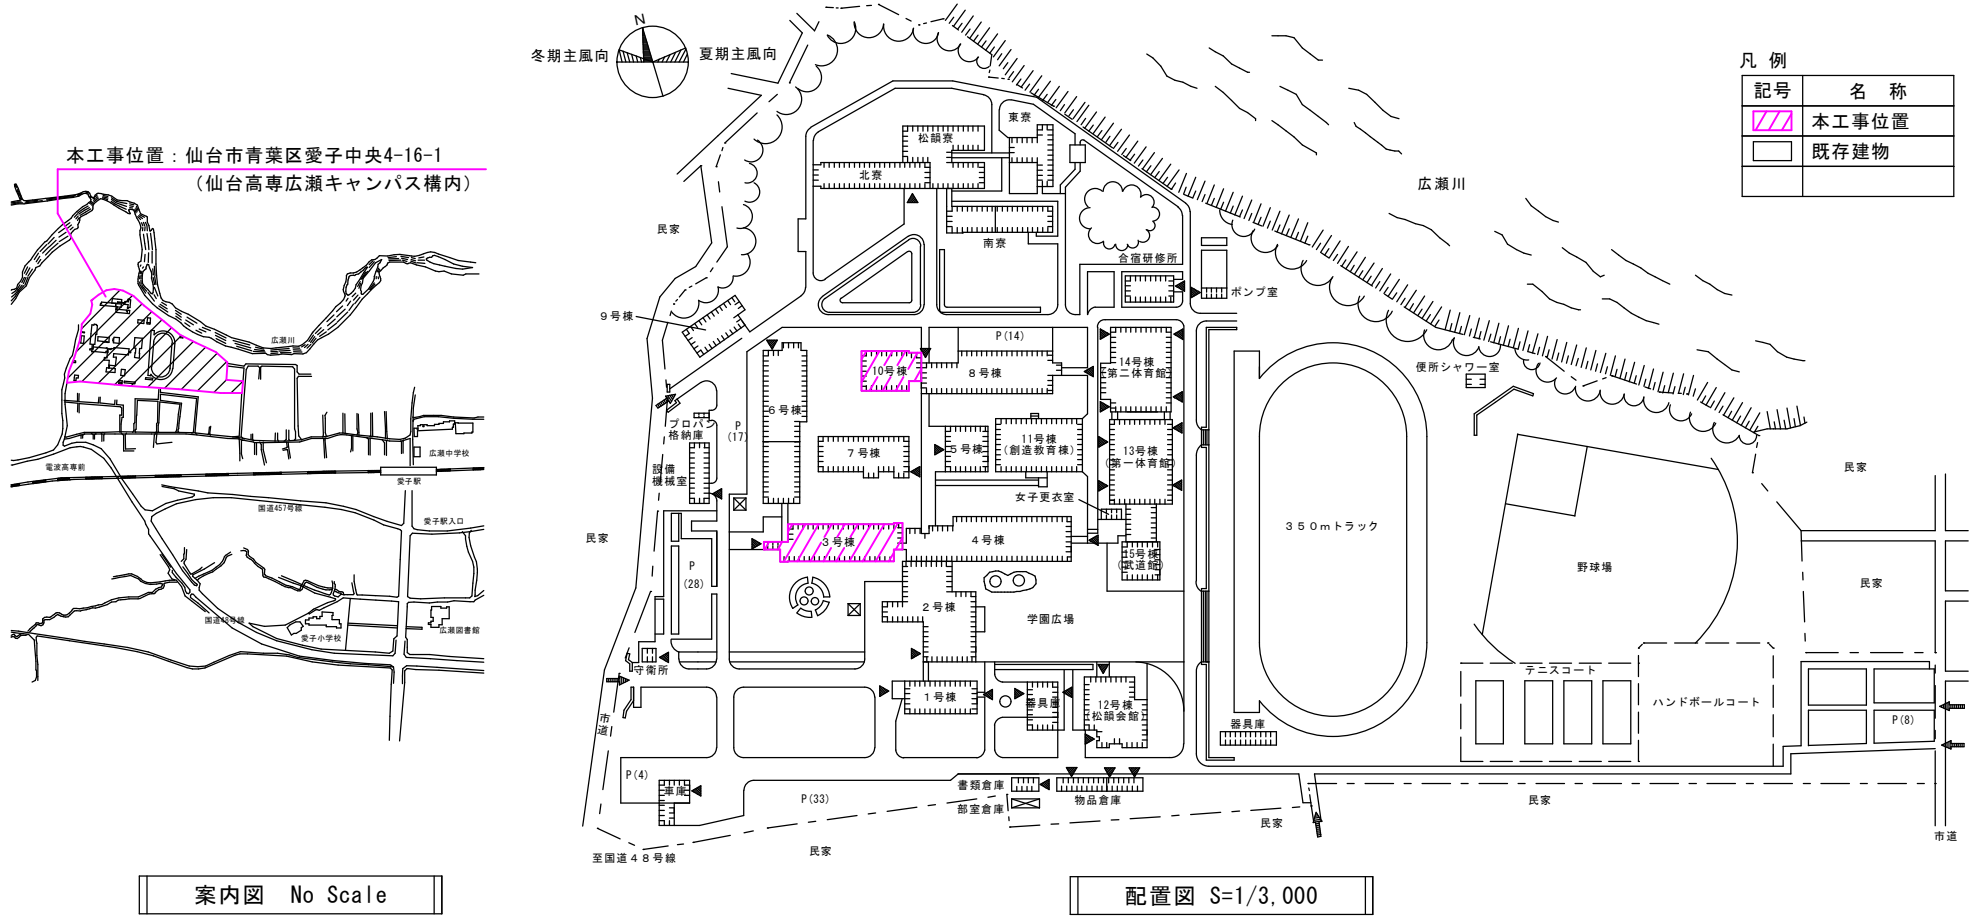 本工事位置：仙台市青葉区愛子中央4-16-1
（仙台高専広瀬キャンパス構内）
広瀬川
電波高専前
広瀬中学校
愛子駅
国道457号線
愛子駅入口
国道48号線
愛子小学校
広瀬図書館
案内図 No Scale
N
冬期主風向
夏期主風向
凡 例
記号
名 称
本工事位置
既存建物
広瀬川
東寮
松韻寮
北寮
南寮
民家
合宿研修所
ポンプ室
９号棟
P(14)
10号棟
８号棟
14号棟
(第二体育館)
便所シャワー室
６号棟
プロパン
格納庫
P
(17)
７号棟
５号棟
11号棟
(創造教育棟)
13号棟
(第一体育館)
設備
機械室
女子更衣室
民家
３号棟
４号棟
15号棟
(武道館)
３５０ｍトラック
野球場
民家
民家
P
(28)
２号棟
学園広場
守衛所
テニスコート
１号棟
器具庫
12号棟
(松韻会館)
ハンドボールコート
P(8)
市道
器具庫
P(4)
車庫
P(33)
書類倉庫
部室倉庫
物品倉庫
民家
民家
民家
市道
至国道４８号線
配置図 S=1/3,000